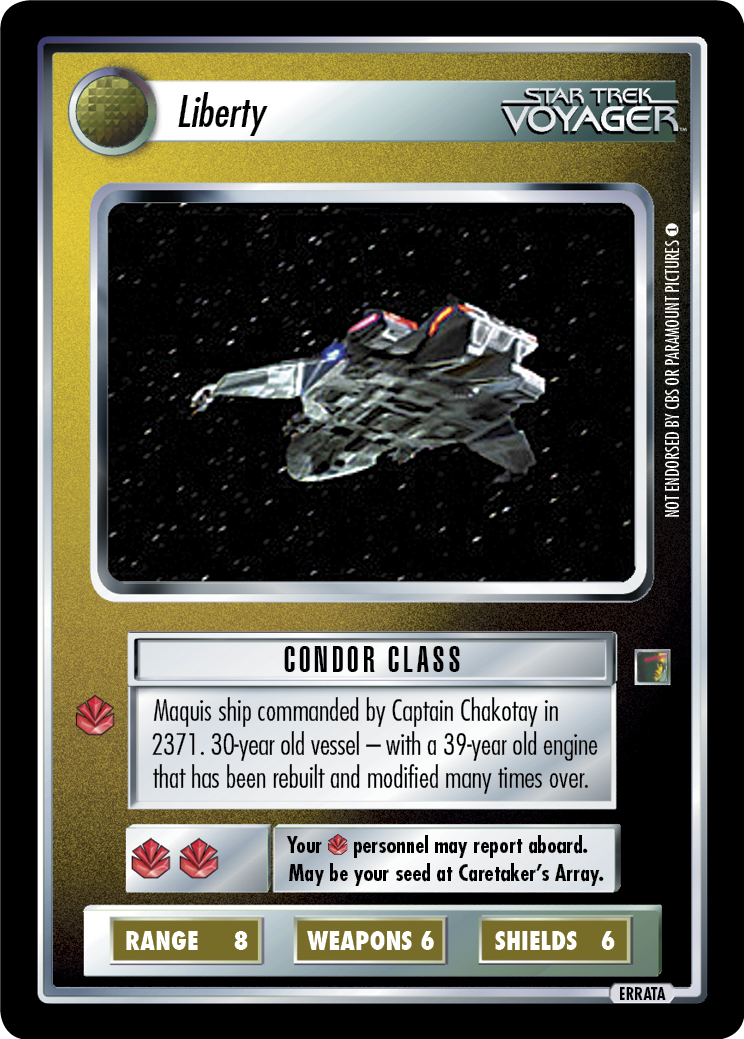 Liberty
STAR TREK
VOYAGER™
NOT ENDORSED BY CBS OR PARAMOUNT PICTURES 1
CONDOR CLASS
Maquis ship commanded by Captain Chakotay in
2371. 30-year old vessel – with a 39-year old engine
that has been rebuilt and modified many times over.
Your personnel may report aboard.
May be your seed at Caretaker's Array.
RANGE 8 WEAPONS 6 SHIELDS 6
ERRATA